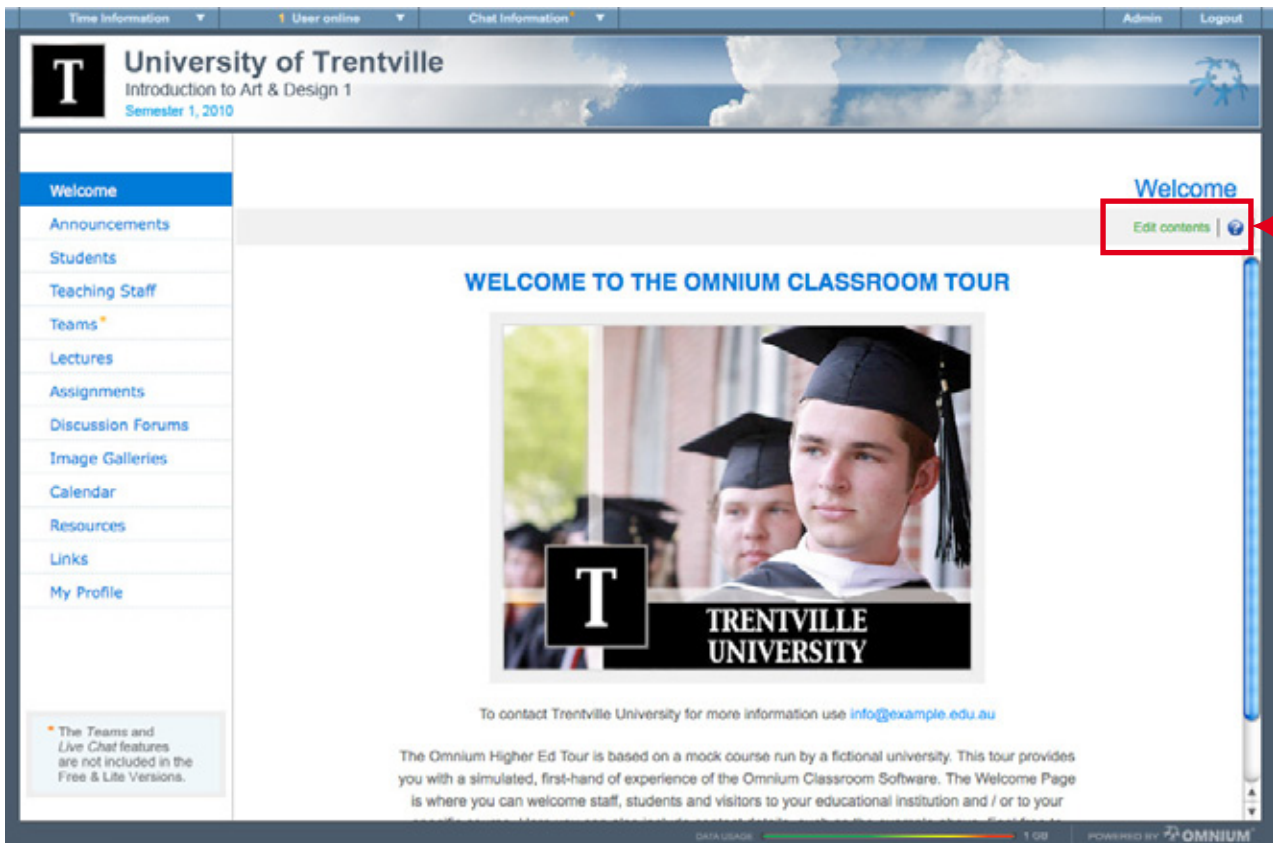 Time Information
1 User online
Chat Information*
Admin
Logout
T
University of Trentville
Introduction to Art & Design 1
Semester 1, 2010
Welcome
Announcements
Students
Teaching Staff
Teams*
Lectures
Assignments
Discussion Forums
Image Galleries
Calendar
Resources
Links
My Profile
* The Teams and
Live Chat features
are not included in the
Free & Lite Versions.
Welcome
Edit contents | ?
WELCOME TO THE OMNIUM CLASSROOM TOUR
T
TRENTVILLE
UNIVERSITY
To contact Trentville University for more information use info@example.edu.au
The Omnium Higher Ed Tour is based on a mock course run by a fictional university. This tour provides
you with a simulated, first-hand of experience of the Omnium Classroom Software. The Welcome Page
is where you can welcome staff, students and visitors to your educational institution and / or to your
DATA USAGE
1 GB
POWERED BY OMNIUM